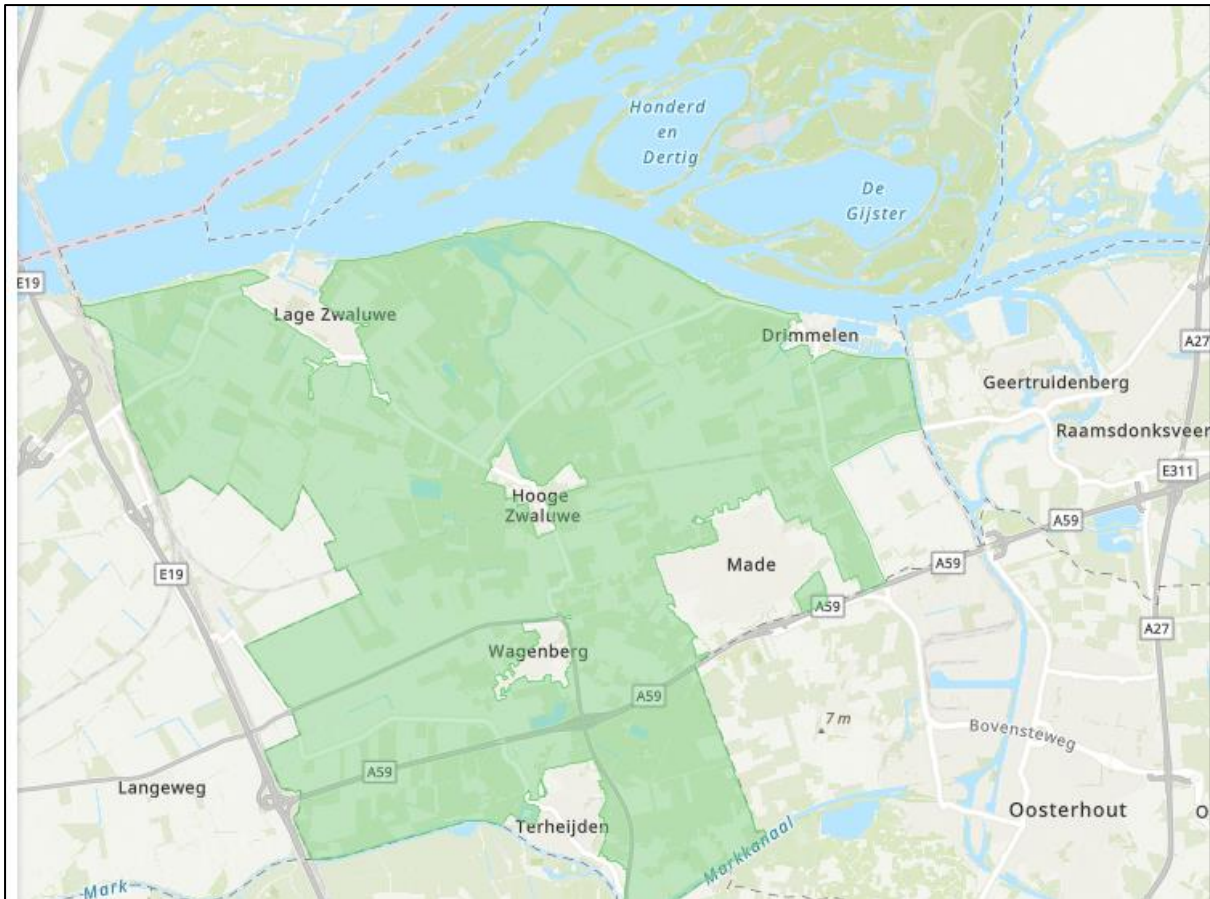 Honderd
en
Dertig
De
Gijster
E19
Lage Zwaluwe
Drimmelen
A27
Geertruidenberg
Raamsdonksveer
E311
Hooge
Zwaluwe
A59
Made
A59
E19
A59
A27
Wagenberg
A59
7 m
Bovensteweg
A59
Langeweg
Oosterhout
O
Terheijden
Markkanaal
Mark